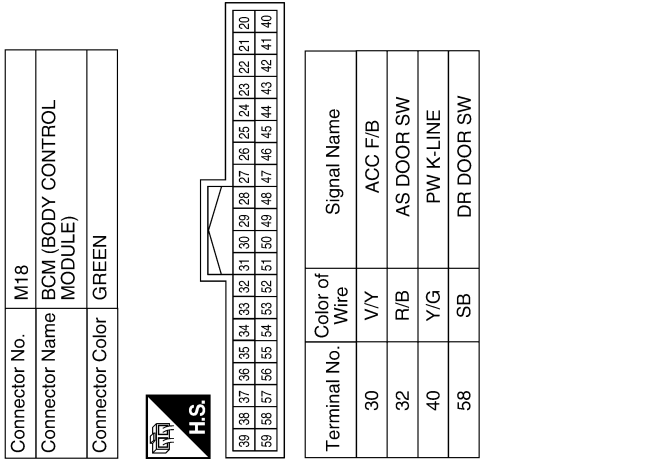 Connector No. M18
Connector Name BCM (BODY CONTROL
MODULE)
Connector Color GREEN
H.S.
39 38 37 36 35 34 33 32 31 30 29 28 27 26 25 24 23 22 21 20
59 58 57 56 55 54 53 52 51 50 49 48 47 46 45 44 43 42 41 40
Terminal No. Color of
Wire Signal Name
30 V/Y ACC F/B
32 R/B AS DOOR SW
40 Y/G PW K-LINE
58 SB DR DOOR SW